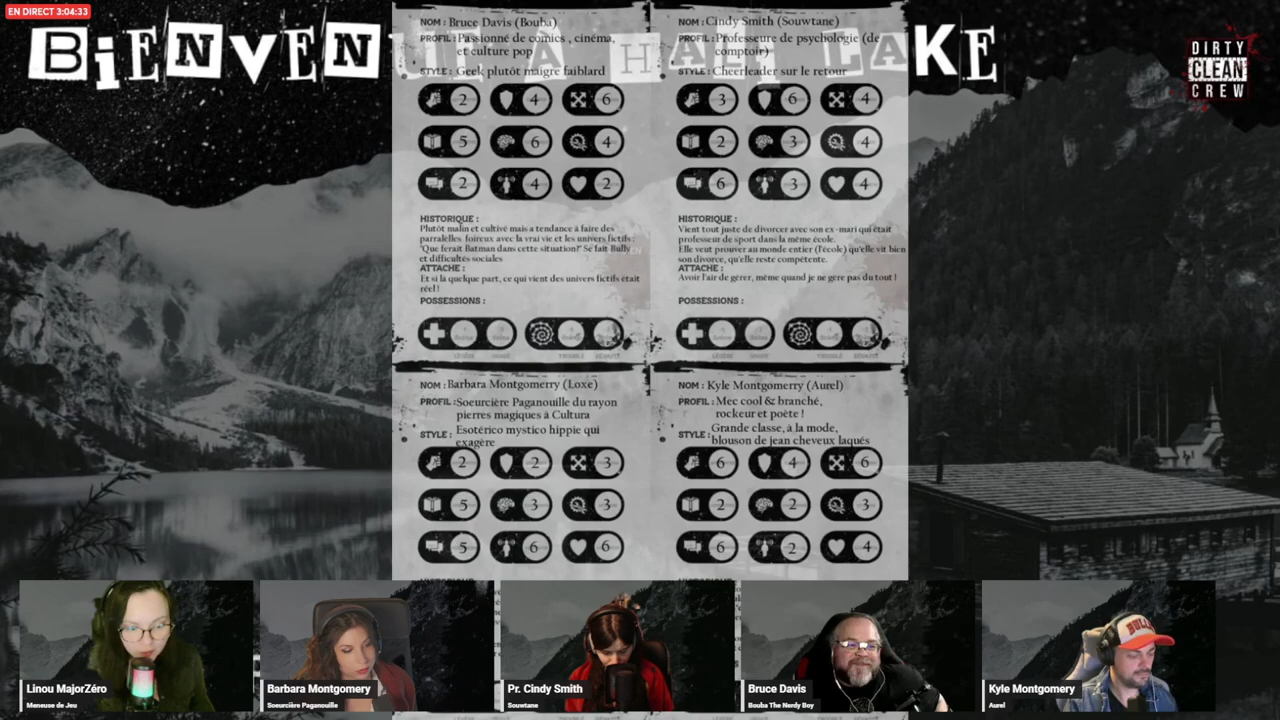 EN DIRECT 3:04:33
BiENVENUE À HALF LAKE
DIRTY
CLEAN
CREW
NOM : Bruce Davis (Bouba)
PROFIL : Passionné de comics , cinéma,
et culture pop
STYLE : Geek plutôt maigre faiblard
2 4 6
5 6 4
2 4 2
HISTORIQUE :
Plutôt malin et cultivé mais a tendance à faire des
parralelles foireux avec la vrai vie et les univers fictifs :
"Que ferait Batman dans cette situation?" Se fait Bully
et difficultés sociales
ATTACHE :
Et si la quelque part, ce qui vient des univers fictifs était
réel !
POSSESSIONS :
NOM : Cindy Smith (Souwtane)
PROFIL : Professeure de psychologie (de
comptoir)
STYLE : Cheerleader sur le retour
3 6 4
2 3 4
6 3 4
HISTORIQUE :
Vient tout juste de divorcer avec son ex -mari qui était
professeur de sport dans la même école.
Elle veut prouver au monde entier (l'école) qu'elle vit bien
son divorce, qu'elle reste compétente.
ATTACHE :
Avoir l'air de gérer, même quand je ne gère pas du tout !
POSSESSIONS :
NOM : Barbara Montgomerry (Loxe)
PROFIL : Soeurcière Paganouille du rayon
pierres magiques à Cultura
STYLE : Esotérico mystico hippie qui
exagère
2 2 3
5 3 3
5 6 6
NOM : Kyle Montgomerry (Aurel)
PROFIL : Mec cool & branché,
rockeur et poète !
STYLE : Grande classe, à la mode,
blouson de jean cheveux laqués
6 4 6
2 2 3
6 2 4
Linou MajorZéro
Meneuse de Jeu
Barbara Montgomery
Soeurcière Paganouille
Pr. Cindy Smith
Souwtane
Bruce Davis
Bouba The Nerdy Boy
BULLS
Kyle Montgomery
Aurel